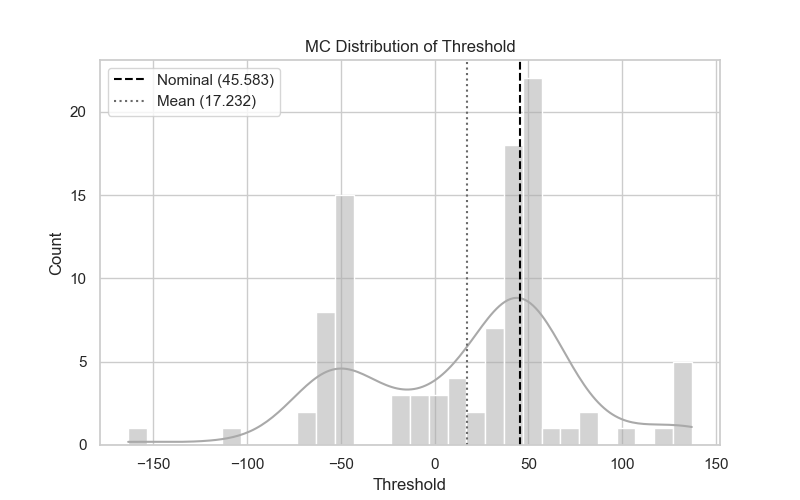 MC Distribution of Threshold
Nominal (45.583)
Mean (17.232)
Count
20
15
10
5
0
−150
−100
−50
0
50
100
150
Threshold